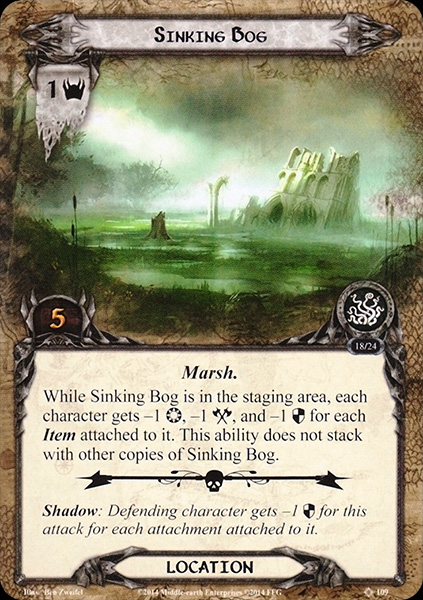 Sinking Bog
1
5
18/24
Marsh.
While Sinking Bog is in the staging area, each
character gets –1 , –1 , and –1 for each
Item attached to it. This ability does not stack
with other copies of Sinking Bog.
Shadow: Defending character gets –1 for this
attack for each attachment attached to it.
LOCATION
Illus. Ben Zweifel
©2014 Middle-earth Enterprises ©2014 FFG
109